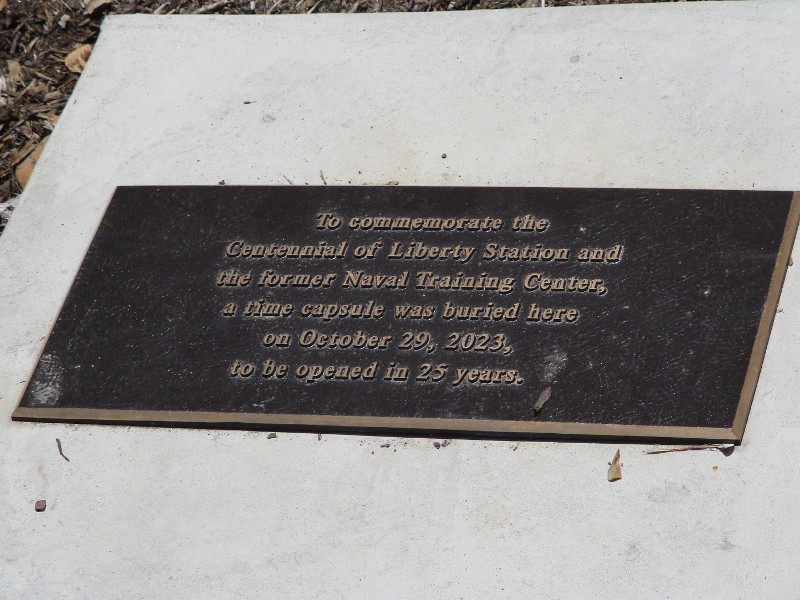 To commemorate the
Centennial of Liberty Station and
the former Naval Training Center,
a time capsule was buried here
on October 29, 2023,
to be opened in 25 years.